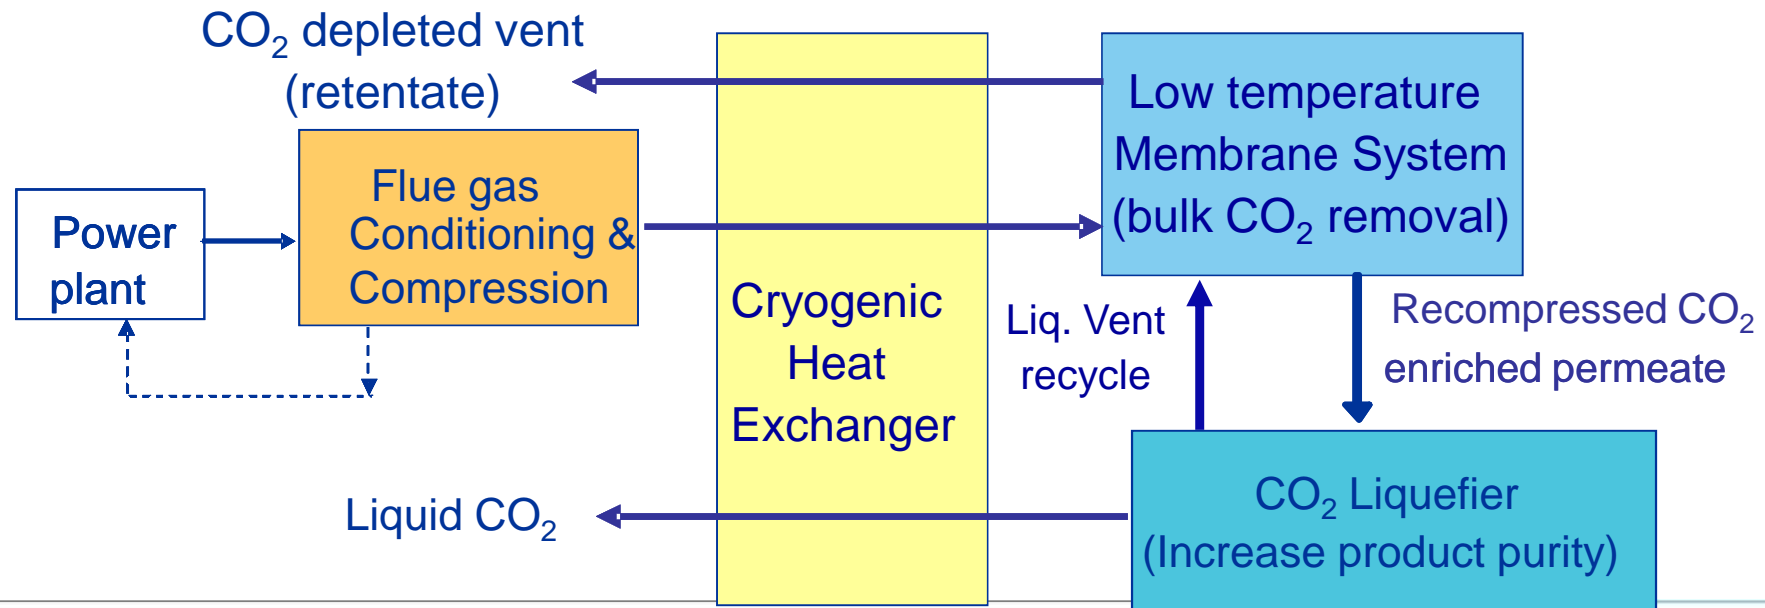 CO₂ depleted vent
(retentate)
Power
plant
Flue gas
Conditioning &
Compression
Cryogenic
Heat
Exchanger
Low temperature
Membrane System
(bulk CO₂ removal)
Liq. Vent
recycle
Recompressed CO₂
enriched permeate
Liquid CO₂
CO₂ Liquefier
(Increase product purity)